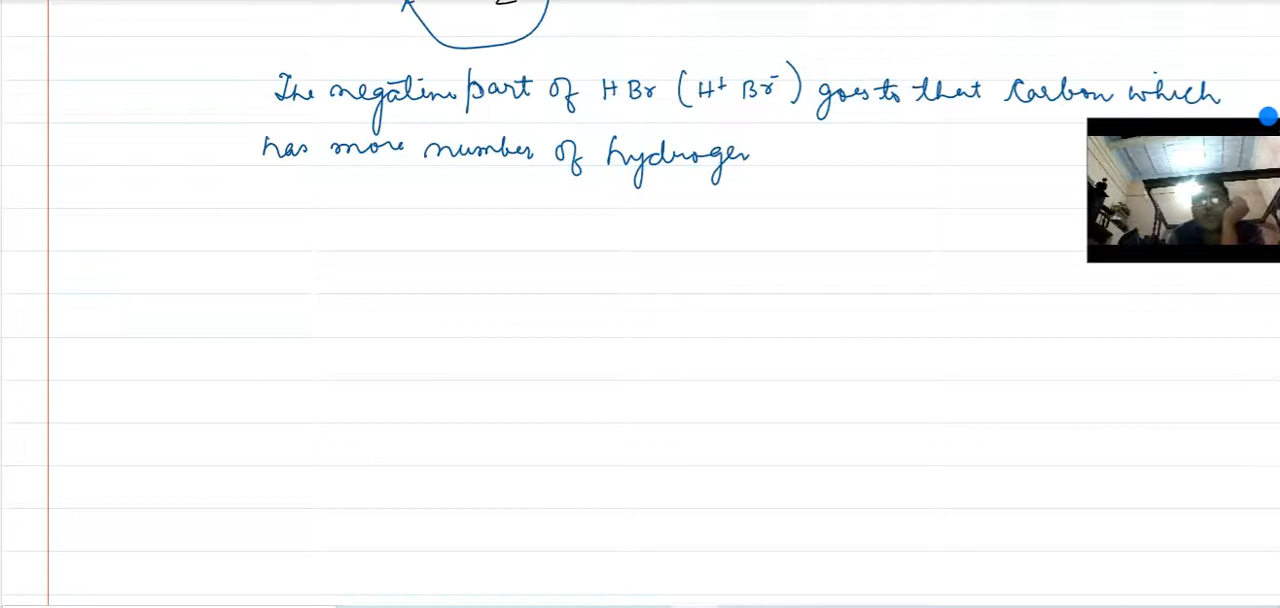 The negative part of HBr (H⁺ Br⁻) goes to that Carbon which
has more number of hydrogen